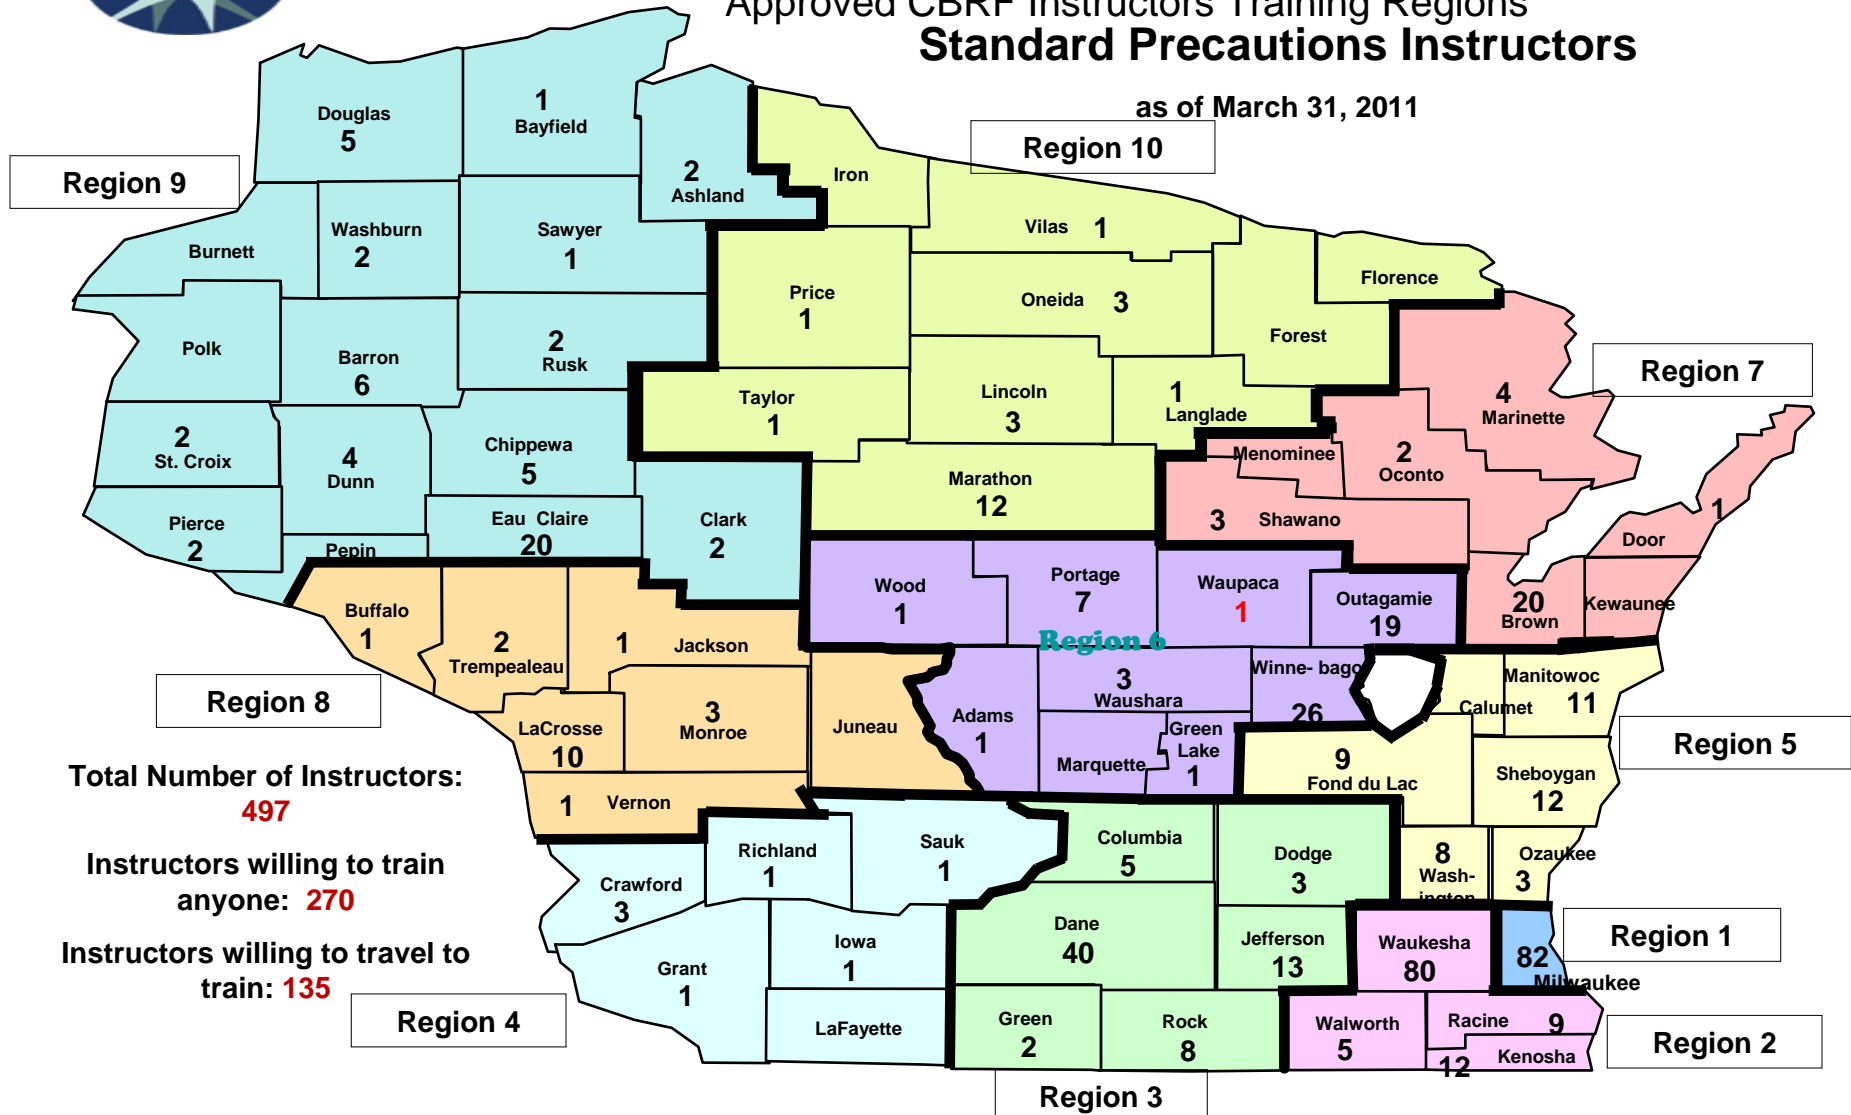 Approved CBRF Instructors Training Regions
Standard Precautions Instructors
as of March 31, 2011
Region 9
Region 10
Region 7
Region 8
Region 6
Region 5
Region 4
Region 3
Region 1
Region 2
Douglas
5
1
Bayfield
2
Ashland
Iron
Burnett
Washburn
2
Sawyer
1
Vilas 1
Florence
Polk
Barron
6
2
Rusk
Price
1
Oneida 3
Forest
2
St. Croix
4
Dunn
Chippewa
5
Taylor
1
Lincoln
3
1
Langlade
4
Marinette
Menominee
2
Oconto
Pierce
2
Pepin
Eau Claire
20
Clark
2
Marathon
12
3 Shawano
1
Door
Buffalo
1
2
Trempealeau
1 Jackson
Wood
1
Portage
7
Waupaca
1
Outagamie
19
20
Brown
Kewaunee
LaCrosse
10
3
Monroe
Juneau
Adams
1
3
Waushara
Winne- bago
26
Calumet
Manitowoc
11
Marquette
Green
Lake
1
9
Fond du Lac
Sheboygan
12
1 Vernon
Richland
1
Sauk
1
Columbia
5
Dodge
3
8
Wash-
ington
Ozaukee
3
Crawford
3
Grant
1
Iowa
1
LaFayette
Dane
40
Jefferson
13
Waukesha
80
82
Milwaukee
Green
2
Rock
8
Walworth
5
Racine 9
12 Kenosha
Total Number of Instructors:
497
Instructors willing to train
anyone: 270
Instructors willing to travel to
train: 135